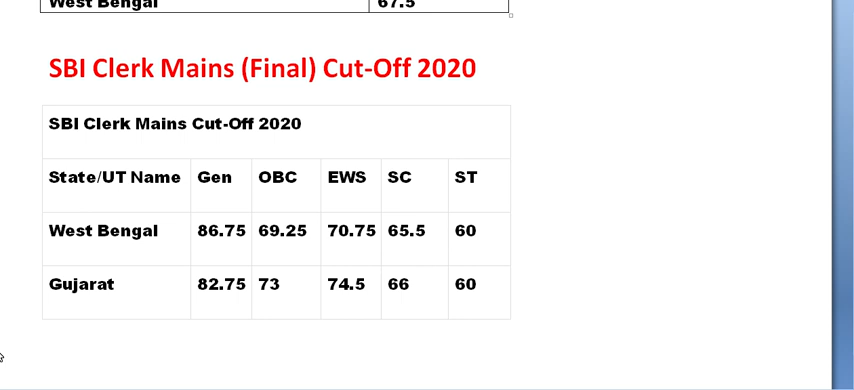 West Bengal 67.5
SBI Clerk Mains (Final) Cut-Off 2020
SBI Clerk Mains Cut-Off 2020
State/UT Name Gen OBC EWS SC ST
West Bengal 86.75 69.25 70.75 65.5 60
Gujarat 82.75 73 74.5 66 60